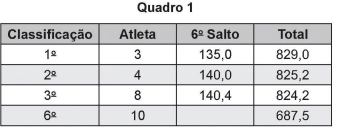 Quadro 1
Classificação Atleta 6º Salto Total
1º 3 135,0 829,0
2º 4 140,0 825,2
3º 8 140,4 824,2
6º 10 687,5